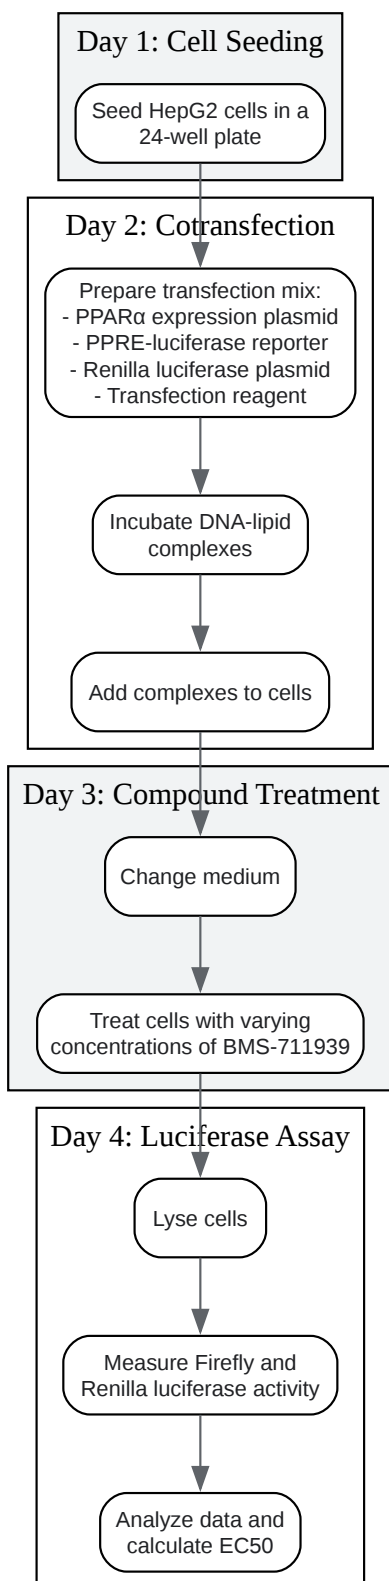 Day 1: Cell Seeding
Seed HepG2 cells in a
24-well plate
Day 2: Cotransfection
Prepare transfection mix:
- PPARα expression plasmid
- PPRE-luciferase reporter
- Renilla luciferase plasmid
- Transfection reagent
Incubate DNA-lipid
complexes
Add complexes to cells
Day 3: Compound Treatment
Change medium
Treat cells with varying
concentrations of BMS-711939
Day 4: Luciferase Assay
Lyse cells
Measure Firefly and
Renilla luciferase activity
Analyze data and
calculate EC50